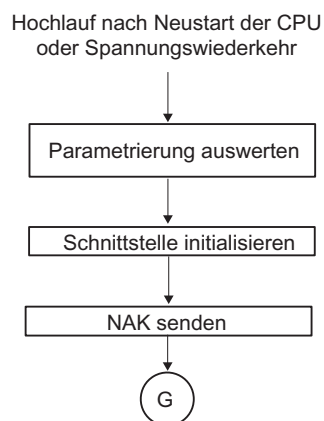 Hochlauf nach Neustart der CPU
oder Spannungswiederkehr
Parametrierung auswerten
Schnittstelle initialisieren
NAK senden
G